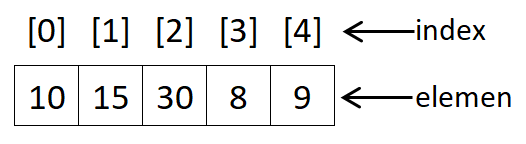 [0] [1] [2] [3] [4] index
10 15 30 8 9 elemen